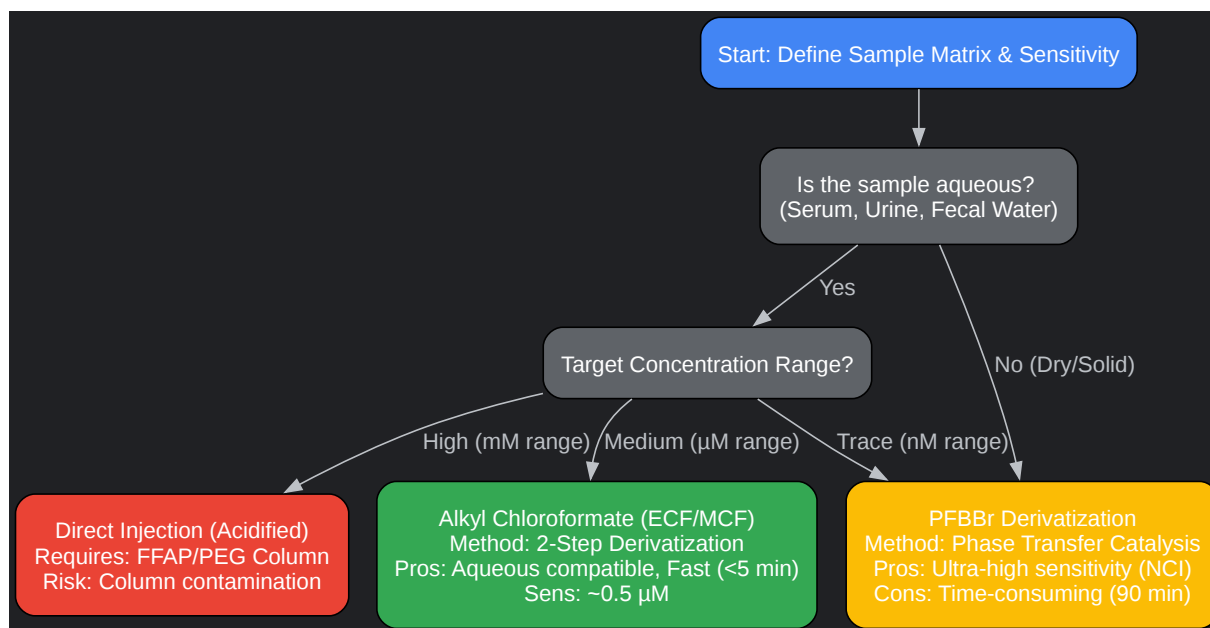 Start: Define Sample Matrix & Sensitivity
Is the sample aqueous?
(Serum, Urine, Fecal Water)
Yes
Target Concentration Range?
No (Dry/Solid)
High (mM range)
Medium (µM range)
Trace (nM range)
Direct Injection (Acidified)
Requires: FFAP/PEG Column
Risk: Column contamination
Alkyl Chloroformate (ECF/MCF)
Method: 2-Step Derivatization
Pros: Aqueous compatible, Fast (<5 min)
Sens: ~0.5 µM
PFBBr Derivatization
Method: Phase Transfer Catalysis
Pros: Ultra-high sensitivity (NCI)
Cons: Time-consuming (90 min)